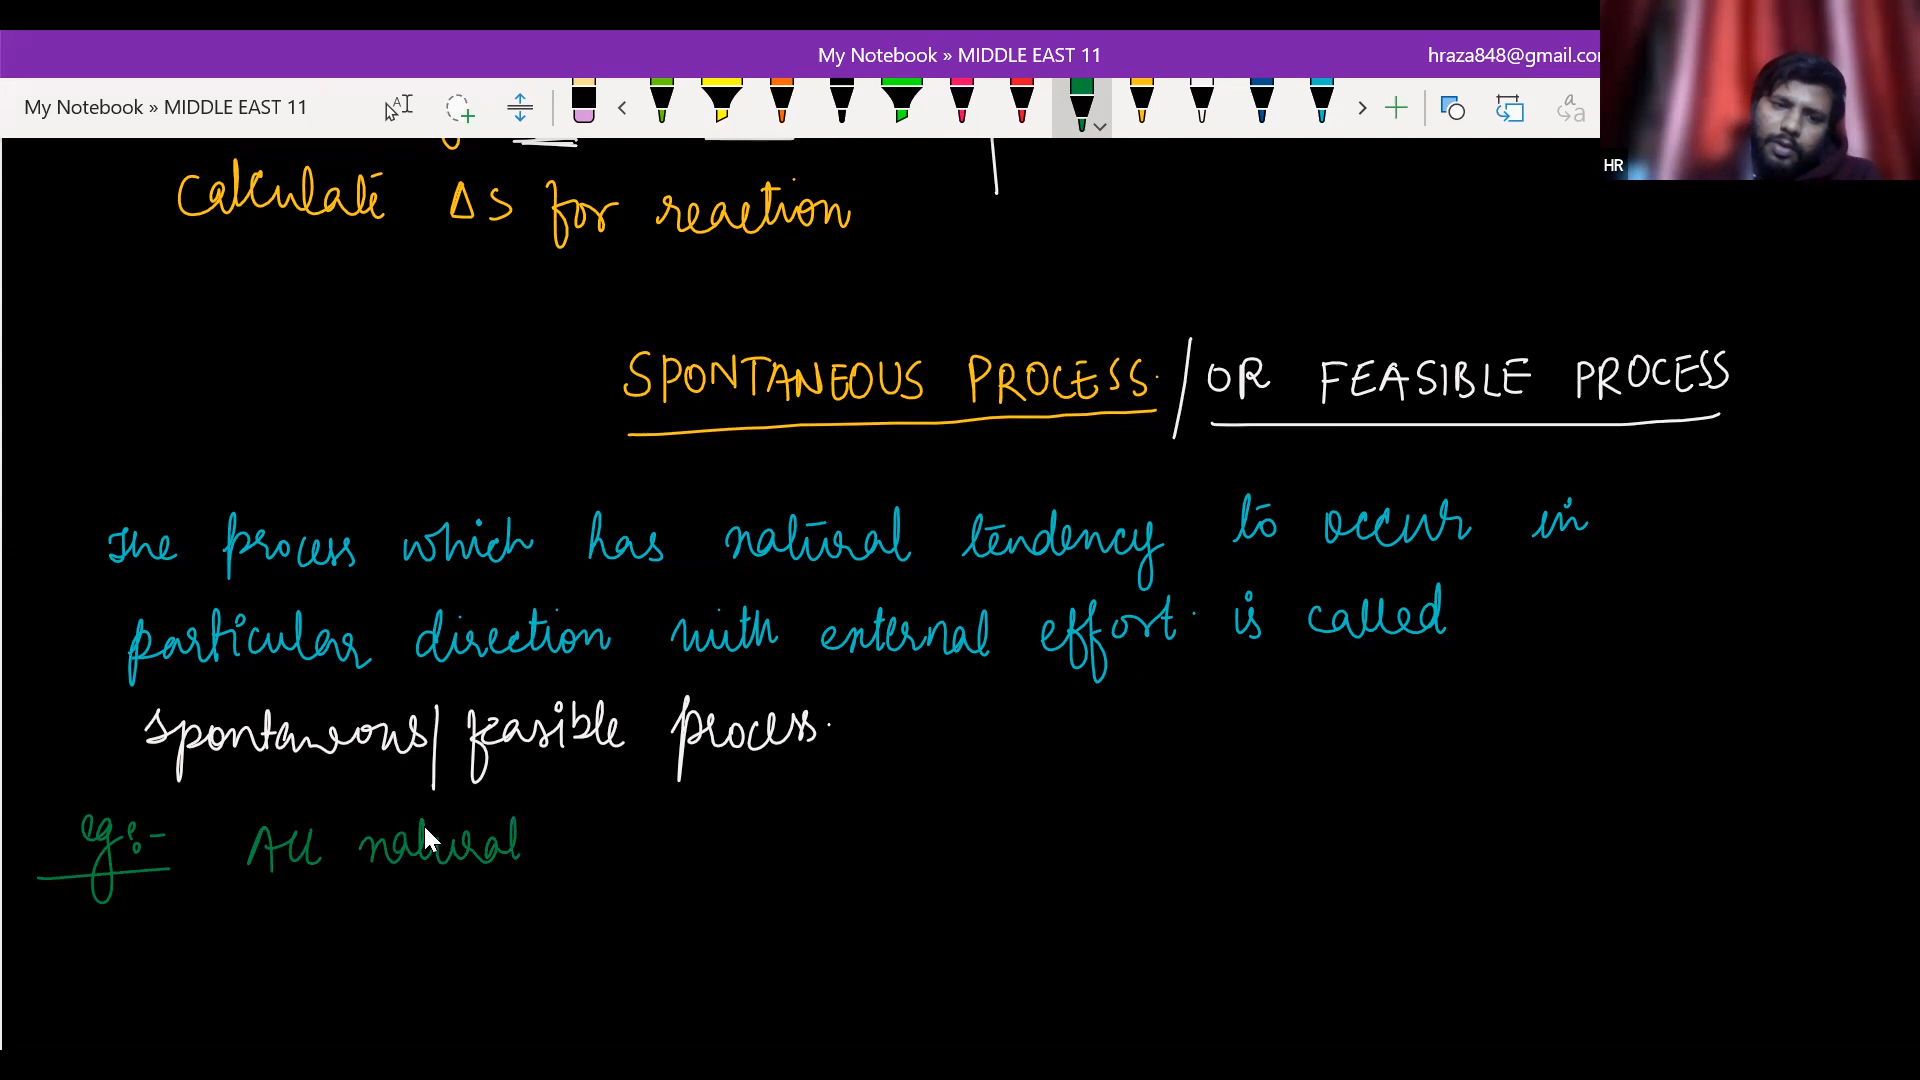 My Notebook » MIDDLE EAST 11
hraza848@gmail.co
My Notebook » MIDDLE EAST 11
HR
Calculate ΔS for reaction
SPONTANEOUS PROCESS. / OR FEASIBLE PROCESS
The process which has natural tendency to occur in
particular direction with external effort. is called
spontaneous/ feasible process.
eg:- All natural